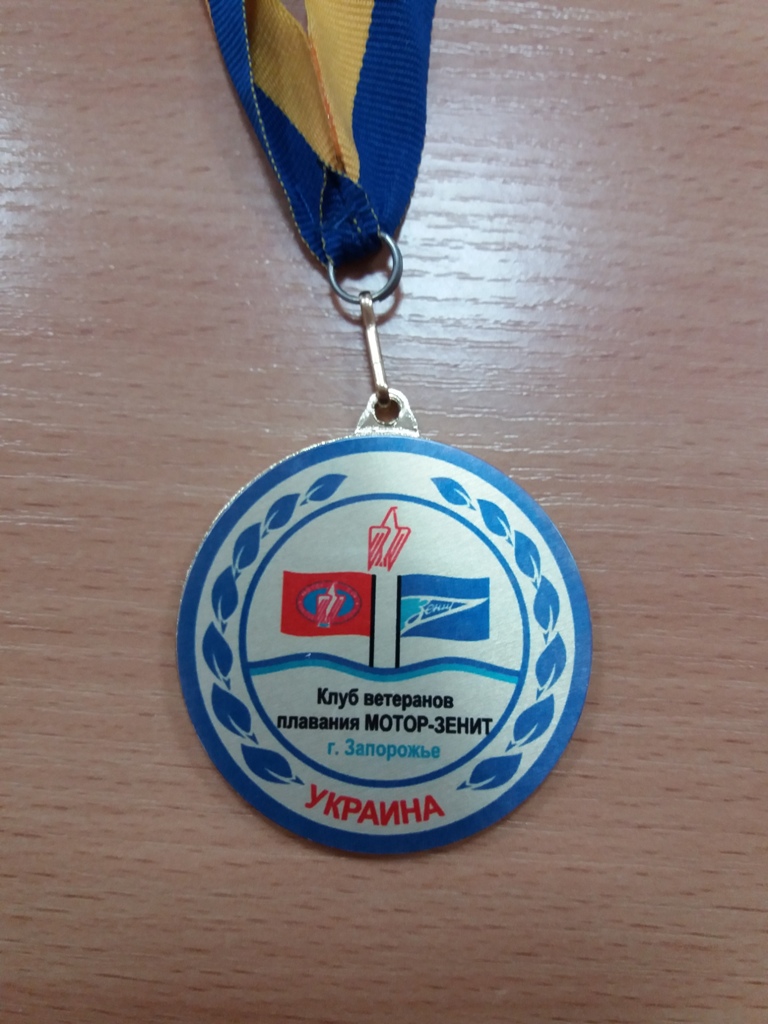 Зенит
Клуб ветеранов
плавания МОТОР-ЗЕНИТ
г. Запорожье
УКРАИНА